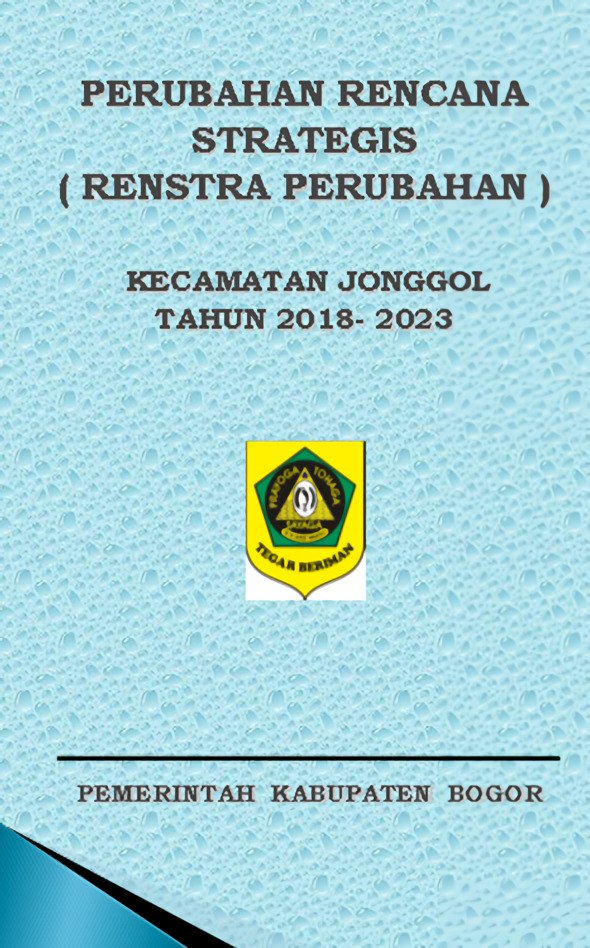 PERUBAHAN RENCANA
STRATEGIS
( RENSTRA PERUBAHAN )
KECAMATAN JONGGOL
TAHUN 2018- 2023
PRAYOGA TOHAGA
SAYAGA
TEGAR BERIMAN
PEMERINTAH KABUPATEN BOGOR